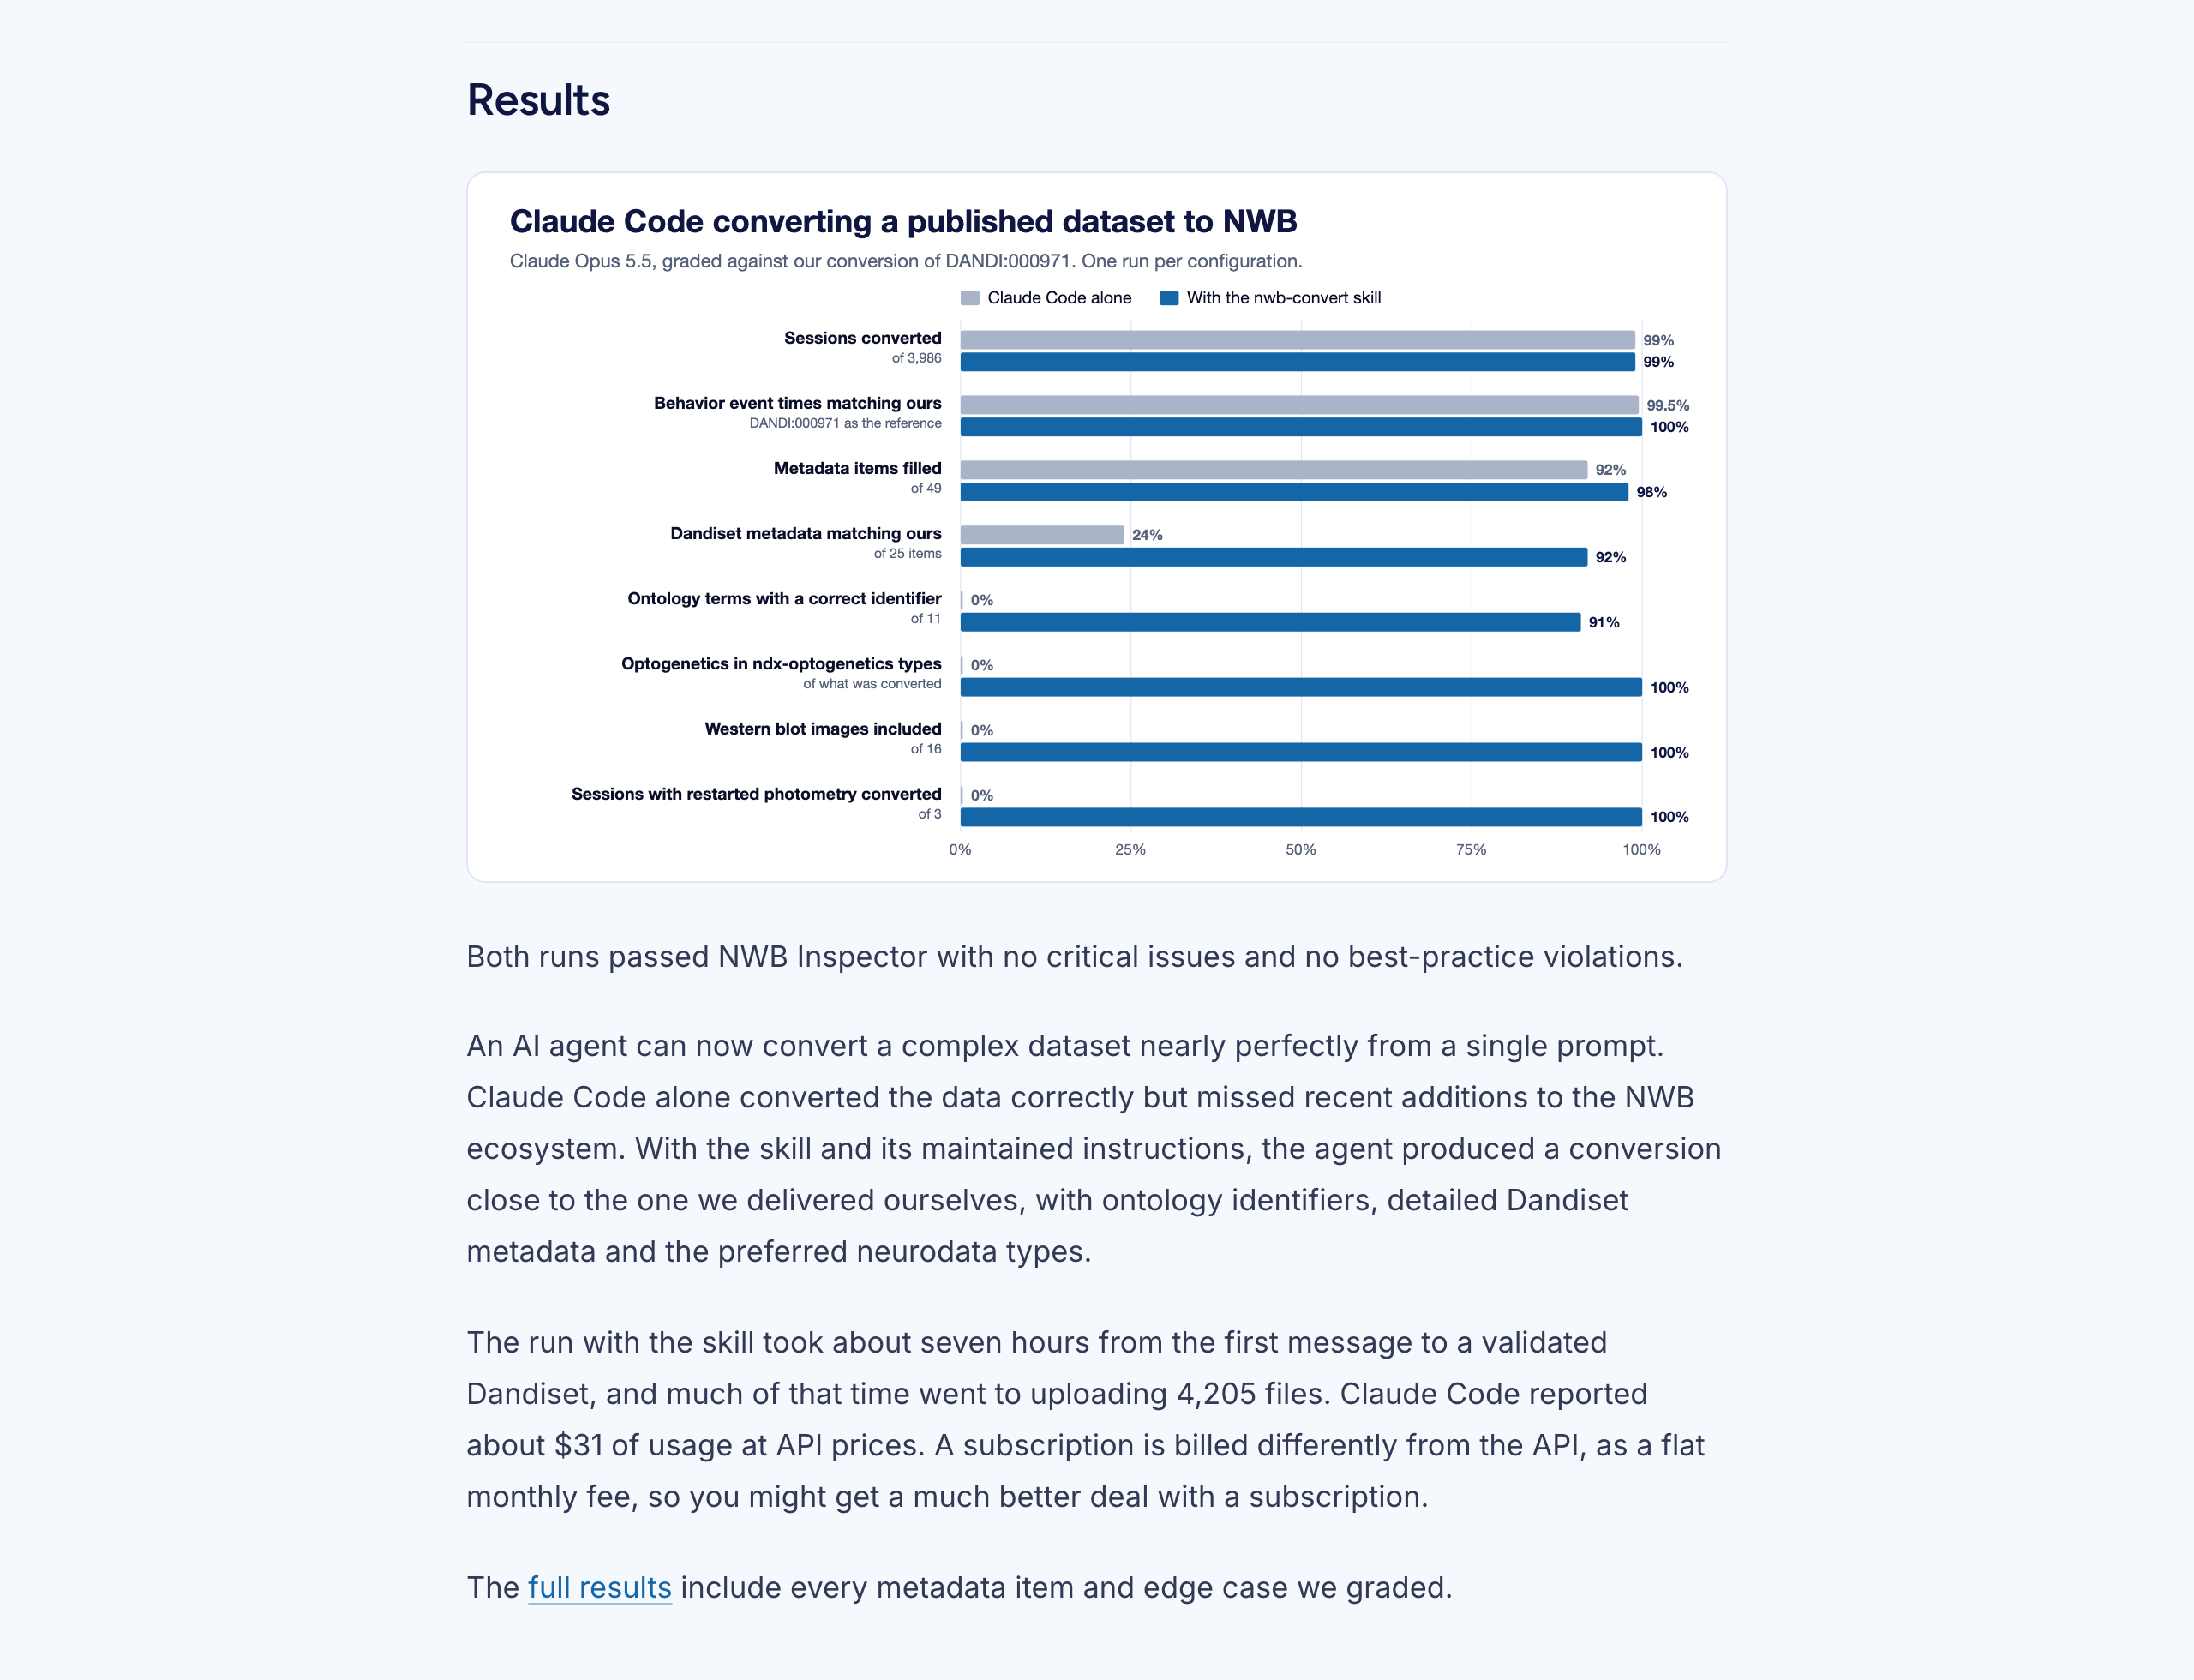 Results
Claude Code converting a published dataset to NWB
Claude Opus 5.5, graded against our conversion of DANDI:000971. One run per configuration.
Claude Code alone
With the nwb-convert skill
Sessions converted
of 3,986
99%
99%
Behavior event times matching ours
DANDI:000971 as the reference
99.5%
100%
Metadata items filled
of 49
92%
98%
Dandiset metadata matching ours
of 25 items
24%
92%
Ontology terms with a correct identifier
of 11
0%
91%
Optogenetics in ndx-optogenetics types
of what was converted
0%
100%
Western blot images included
of 16
0%
100%
Sessions with restarted photometry converted
of 3
0%
100%
0%
25%
50%
75%
100%
Both runs passed NWB Inspector with no critical issues and no best-practice violations.
An AI agent can now convert a complex dataset nearly perfectly from a single prompt.
Claude Code alone converted the data correctly but missed recent additions to the NWB
ecosystem. With the skill and its maintained instructions, the agent produced a conversion
close to the one we delivered ourselves, with ontology identifiers, detailed Dandiset
metadata and the preferred neurodata types.
The run with the skill took about seven hours from the first message to a validated
Dandiset, and much of that time went to uploading 4,205 files. Claude Code reported
about $31 of usage at API prices. A subscription is billed differently from the API, as a flat
monthly fee, so you might get a much better deal with a subscription.
The full results include every metadata item and edge case we graded.